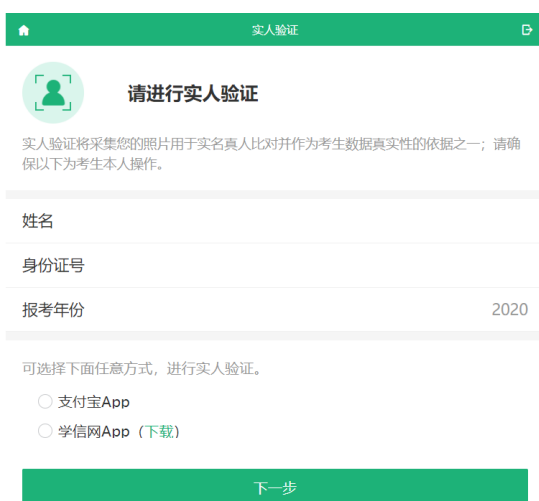 实人验证
请进行实人验证
实人验证将采集您的照片用于实名真人比对并作为考生数据真实性的依据之一；请确
保以下为考生本人操作。
姓名
身份证号
报考年份 2020
可选择下面任意方式，进行实人验证。
支付宝App
学信网App（下载）
下一步